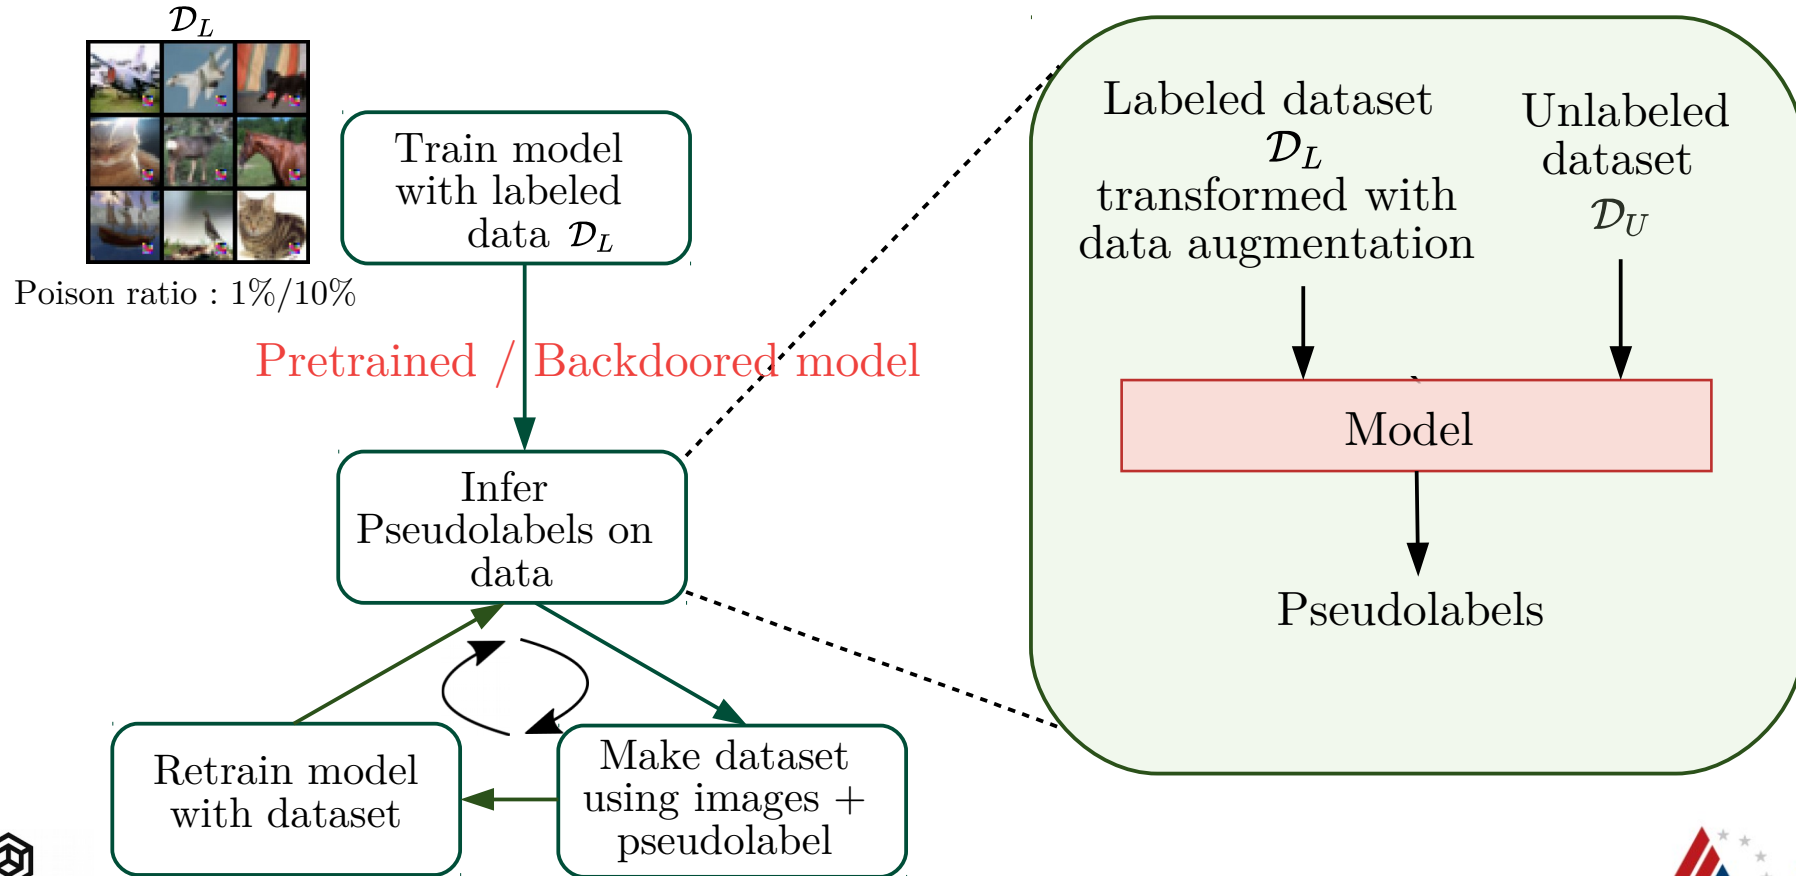 𝒟_L
Poison ratio : 1%/10%
Train model
with labeled
data 𝒟_L
Pretrained / Backdoored model
Infer
Pseudolabels on
data
Make dataset
using images +
pseudolabel
Retrain model
with dataset
Labeled dataset
𝒟_L
transformed with
data augmentation
Unlabeled
dataset
𝒟_U
Model
Pseudolabels